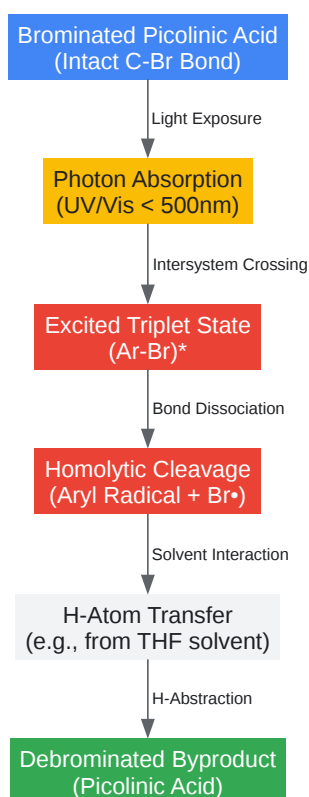 Brominated Picolinic Acid
(Intact C-Br Bond)
Light Exposure
Photon Absorption
(UV/Vis < 500nm)
Intersystem Crossing
Excited Triplet State
(Ar-Br)*
Bond Dissociation
Homolytic Cleavage
(Aryl Radical + Br•)
Solvent Interaction
H-Atom Transfer
(e.g., from THF solvent)
H-Abstraction
Debrominated Byproduct
(Picolinic Acid)